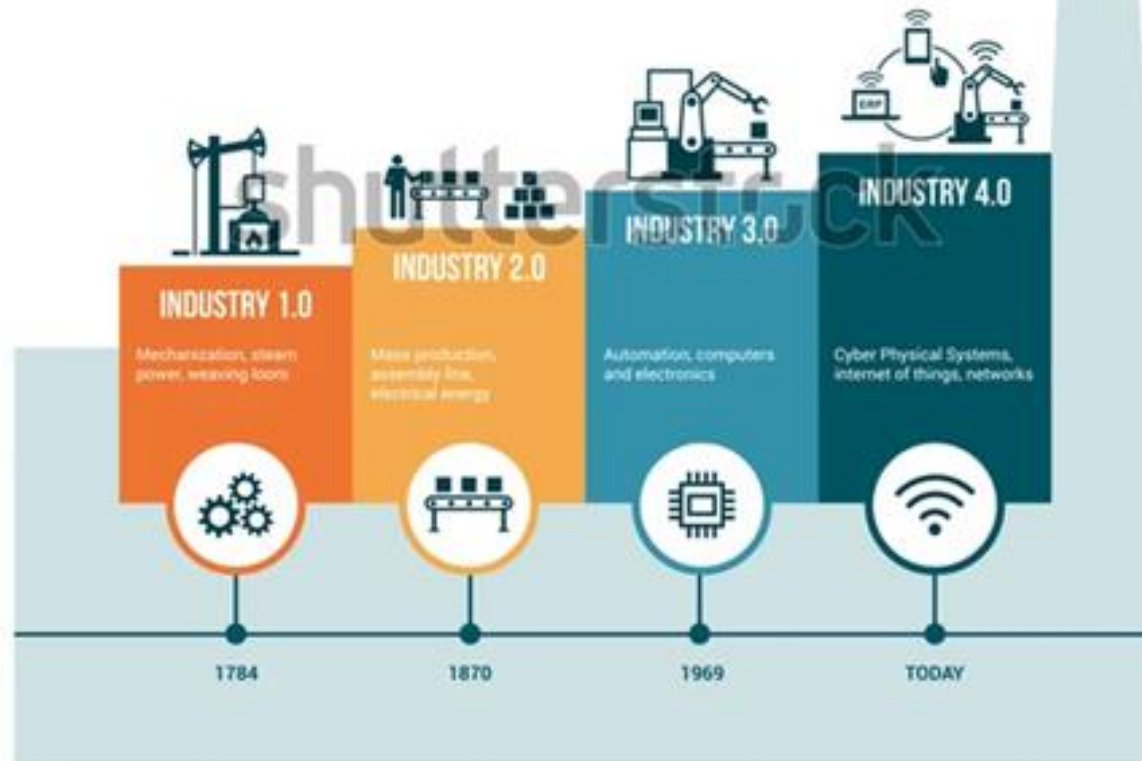 ERP
shutterstock
INDUSTRY 1.0
Mechanization, steam
power, weaving loom
INDUSTRY 2.0
Mass production,
assembly line,
electrical energy
INDUSTRY 3.0
Automation, computers
and electronics
INDUSTRY 4.0
Cyber Physical Systems,
internet of things, networks
1784
1870
1969
TODAY